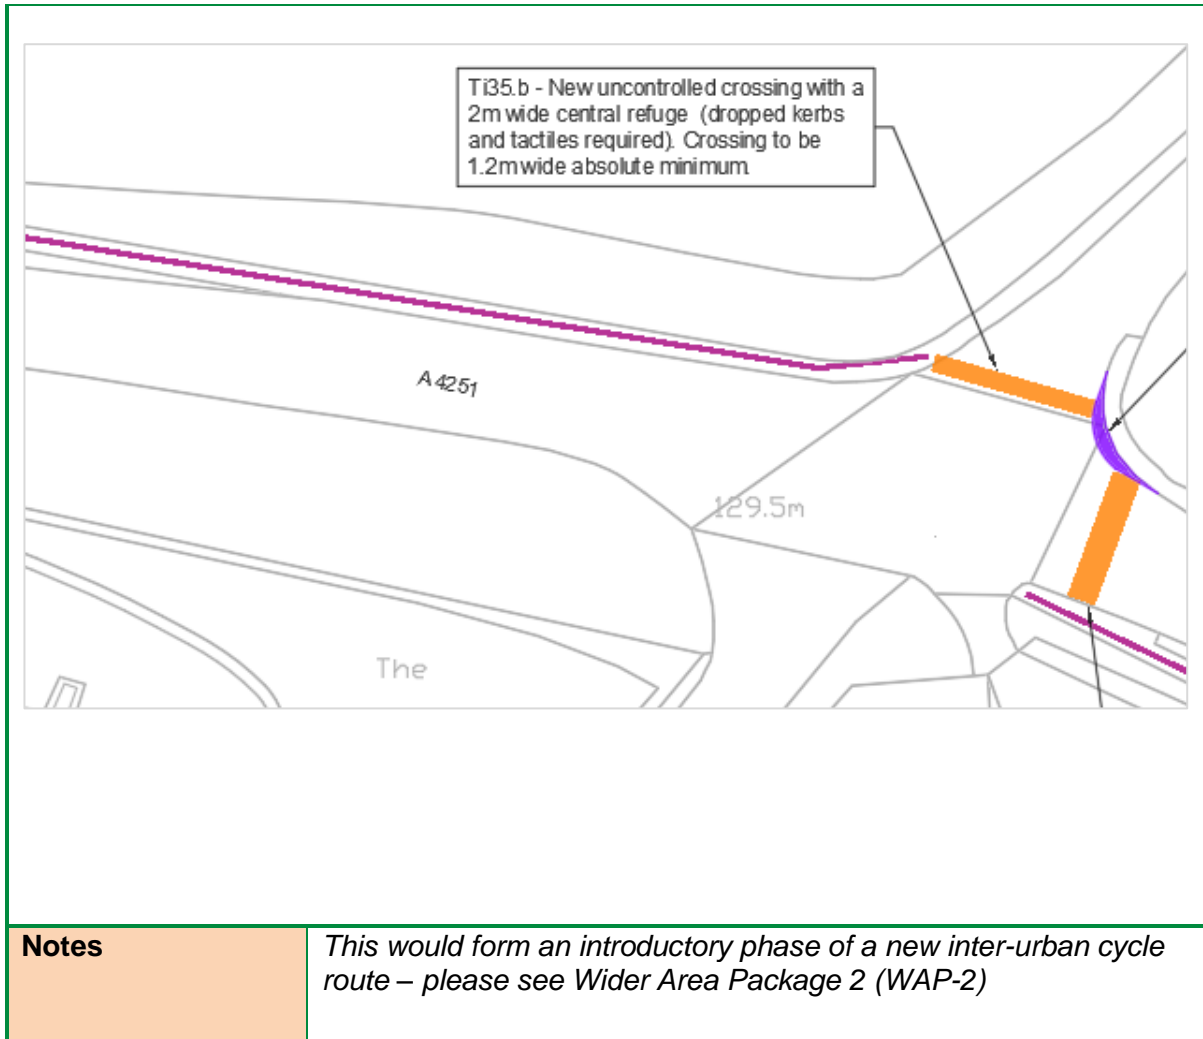 Ti35.b - New uncontrolled crossing with a
2m wide central refuge (dropped kerbs
and tactiles required). Crossing to be
1.2m wide absolute minimum.
A4251
129.5m
The
Notes
This would form an introductory phase of a new inter-urban cycle
route – please see Wider Area Package 2 (WAP-2)